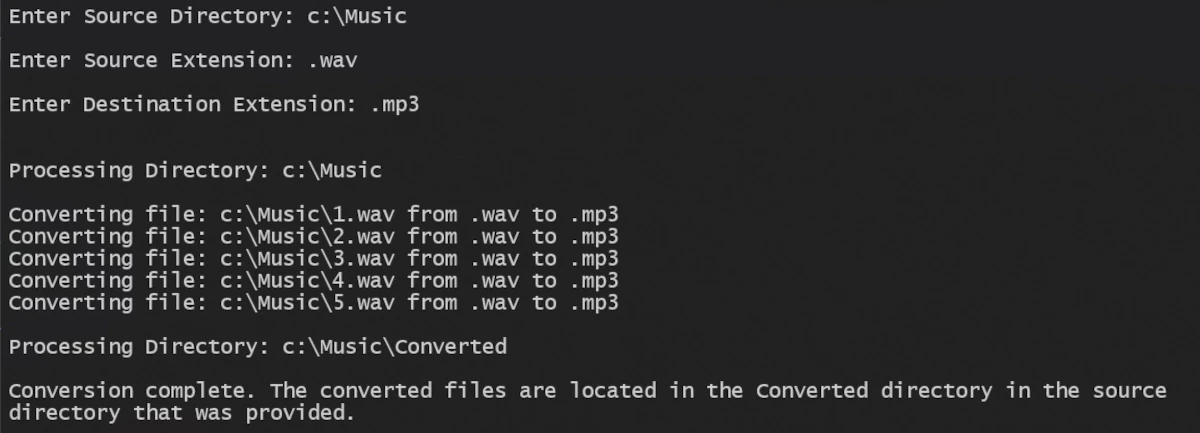 Enter Source Directory: c:\Music
Enter Source Extension: .wav
Enter Destination Extension: .mp3
Processing Directory: c:\Music
Converting file: c:\Music\1.wav from .wav to .mp3
Converting file: c:\Music\2.wav from .wav to .mp3
Converting file: c:\Music\3.wav from .wav to .mp3
Converting file: c:\Music\4.wav from .wav to .mp3
Converting file: c:\Music\5.wav from .wav to .mp3
Processing Directory: c:\Music\Converted
Conversion complete. The converted files are located in the Converted directory in the source
directory that was provided.